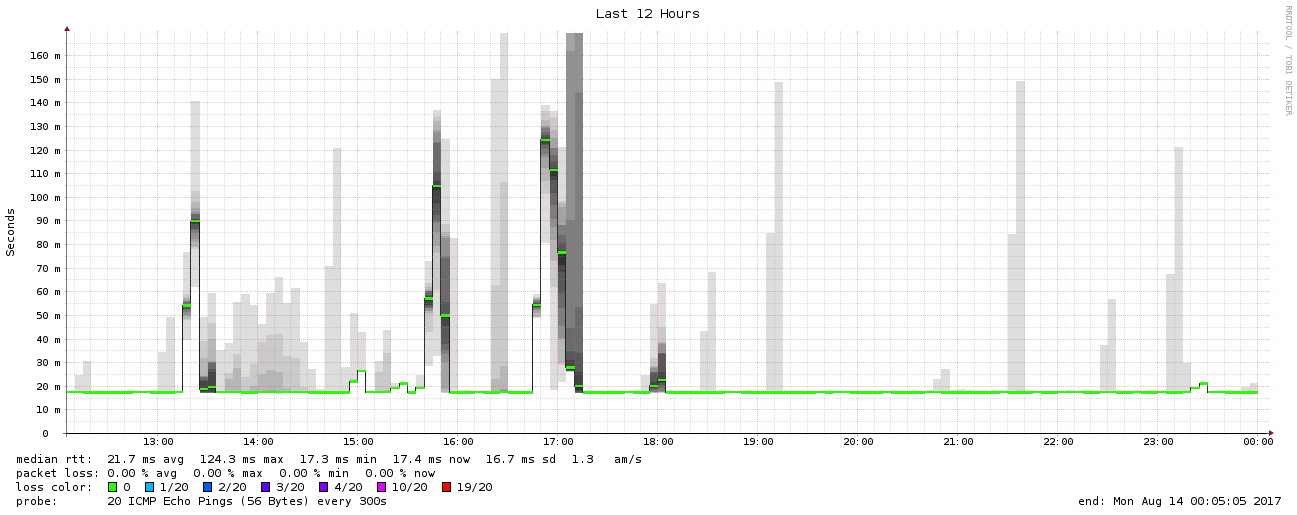 Last 12 Hours
RRDTOOL / TOBI OETIKER
Seconds
160 m
150 m
140 m
130 m
120 m
110 m
100 m
90 m
80 m
70 m
60 m
50 m
40 m
30 m
20 m
10 m
0
13:00 14:00 15:00 16:00 17:00 18:00 19:00 20:00 21:00 22:00 23:00 00:00
median rtt: 21.7 ms avg 124.3 ms max 17.3 ms min 17.4 ms now 16.7 ms sd 1.3 am/s
packet loss: 0.00 % avg 0.00 % max 0.00 % min 0.00 % now
loss color: 0 1/20 2/20 3/20 4/20 10/20 19/20
probe: 20 ICMP Echo Pings (56 Bytes) every 300s end: Mon Aug 14 00:05:05 2017